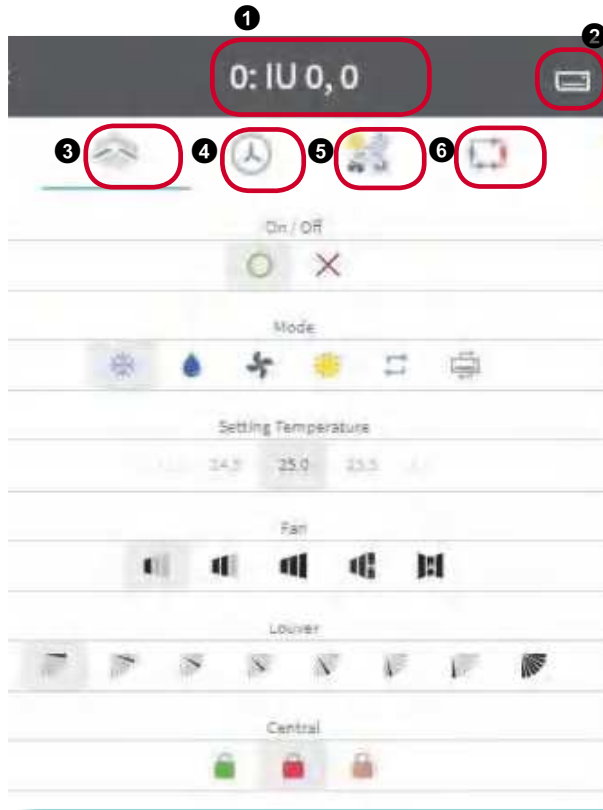 1
2
0: IU 0, 0
3
4
5
6
On / Off
Mode
Setting Temperature
24.5 25.0 25.5
Fan
Louver
Central